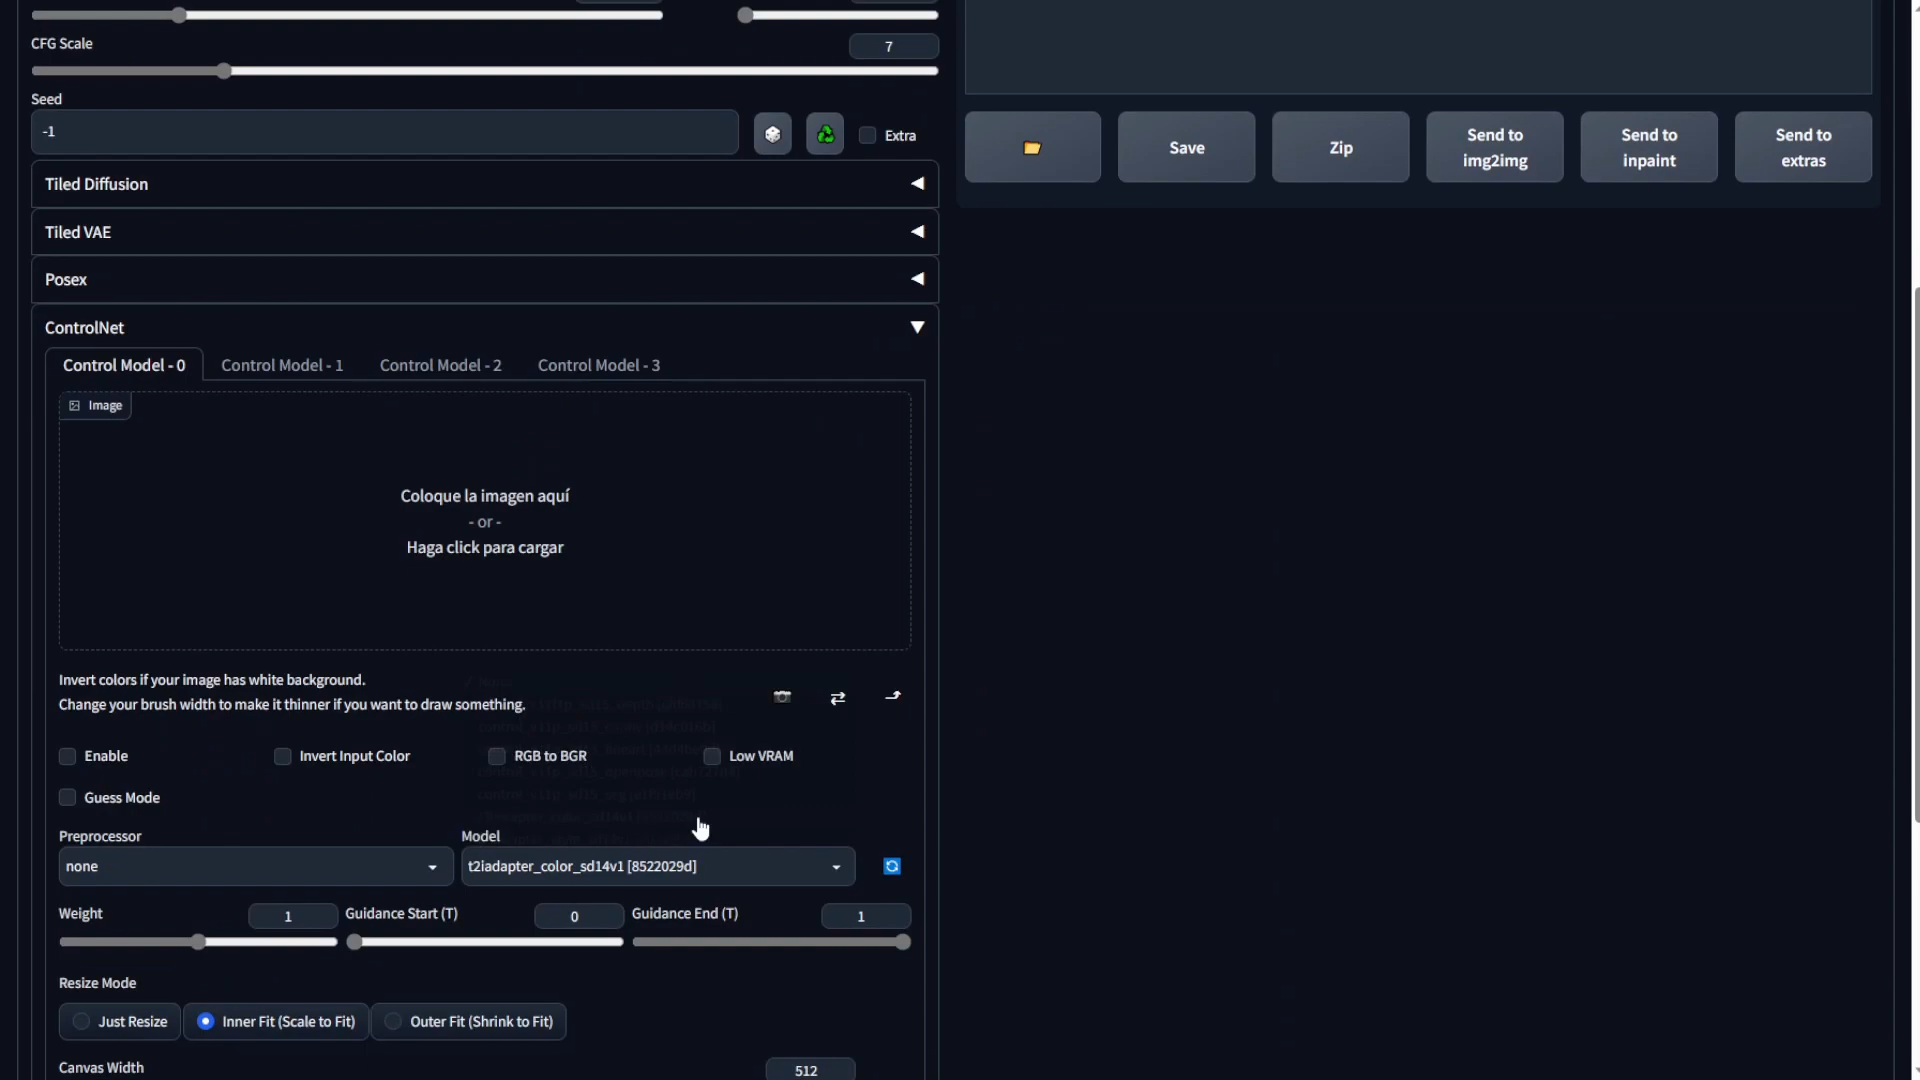 CFG Scale
7
Seed
-1
Extra
Save
Zip
Send to
img2img
Send to
inpaint
Send to
extras
Tiled Diffusion
Tiled VAE
Posex
ControlNet
Control Model - 0
Control Model - 1
Control Model - 2
Control Model - 3
Image
Coloque la imagen aquí
- or -
Haga click para cargar
Invert colors if your image has white background.
Change your brush width to make it thinner if you want to draw something.
Enable
Invert Input Color
RGB to BGR
Low VRAM
Guess Mode
Preprocessor
Model
none
t2iadapter_color_sd14v1 [8522029d]
Weight
1
Guidance Start (T)
0
Guidance End (T)
1
Resize Mode
Just Resize
Inner Fit (Scale to Fit)
Outer Fit (Shrink to Fit)
Canvas Width
512